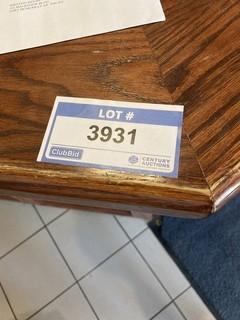 LOT #
3931
ClubBid
CENTURY
AUCTIONS